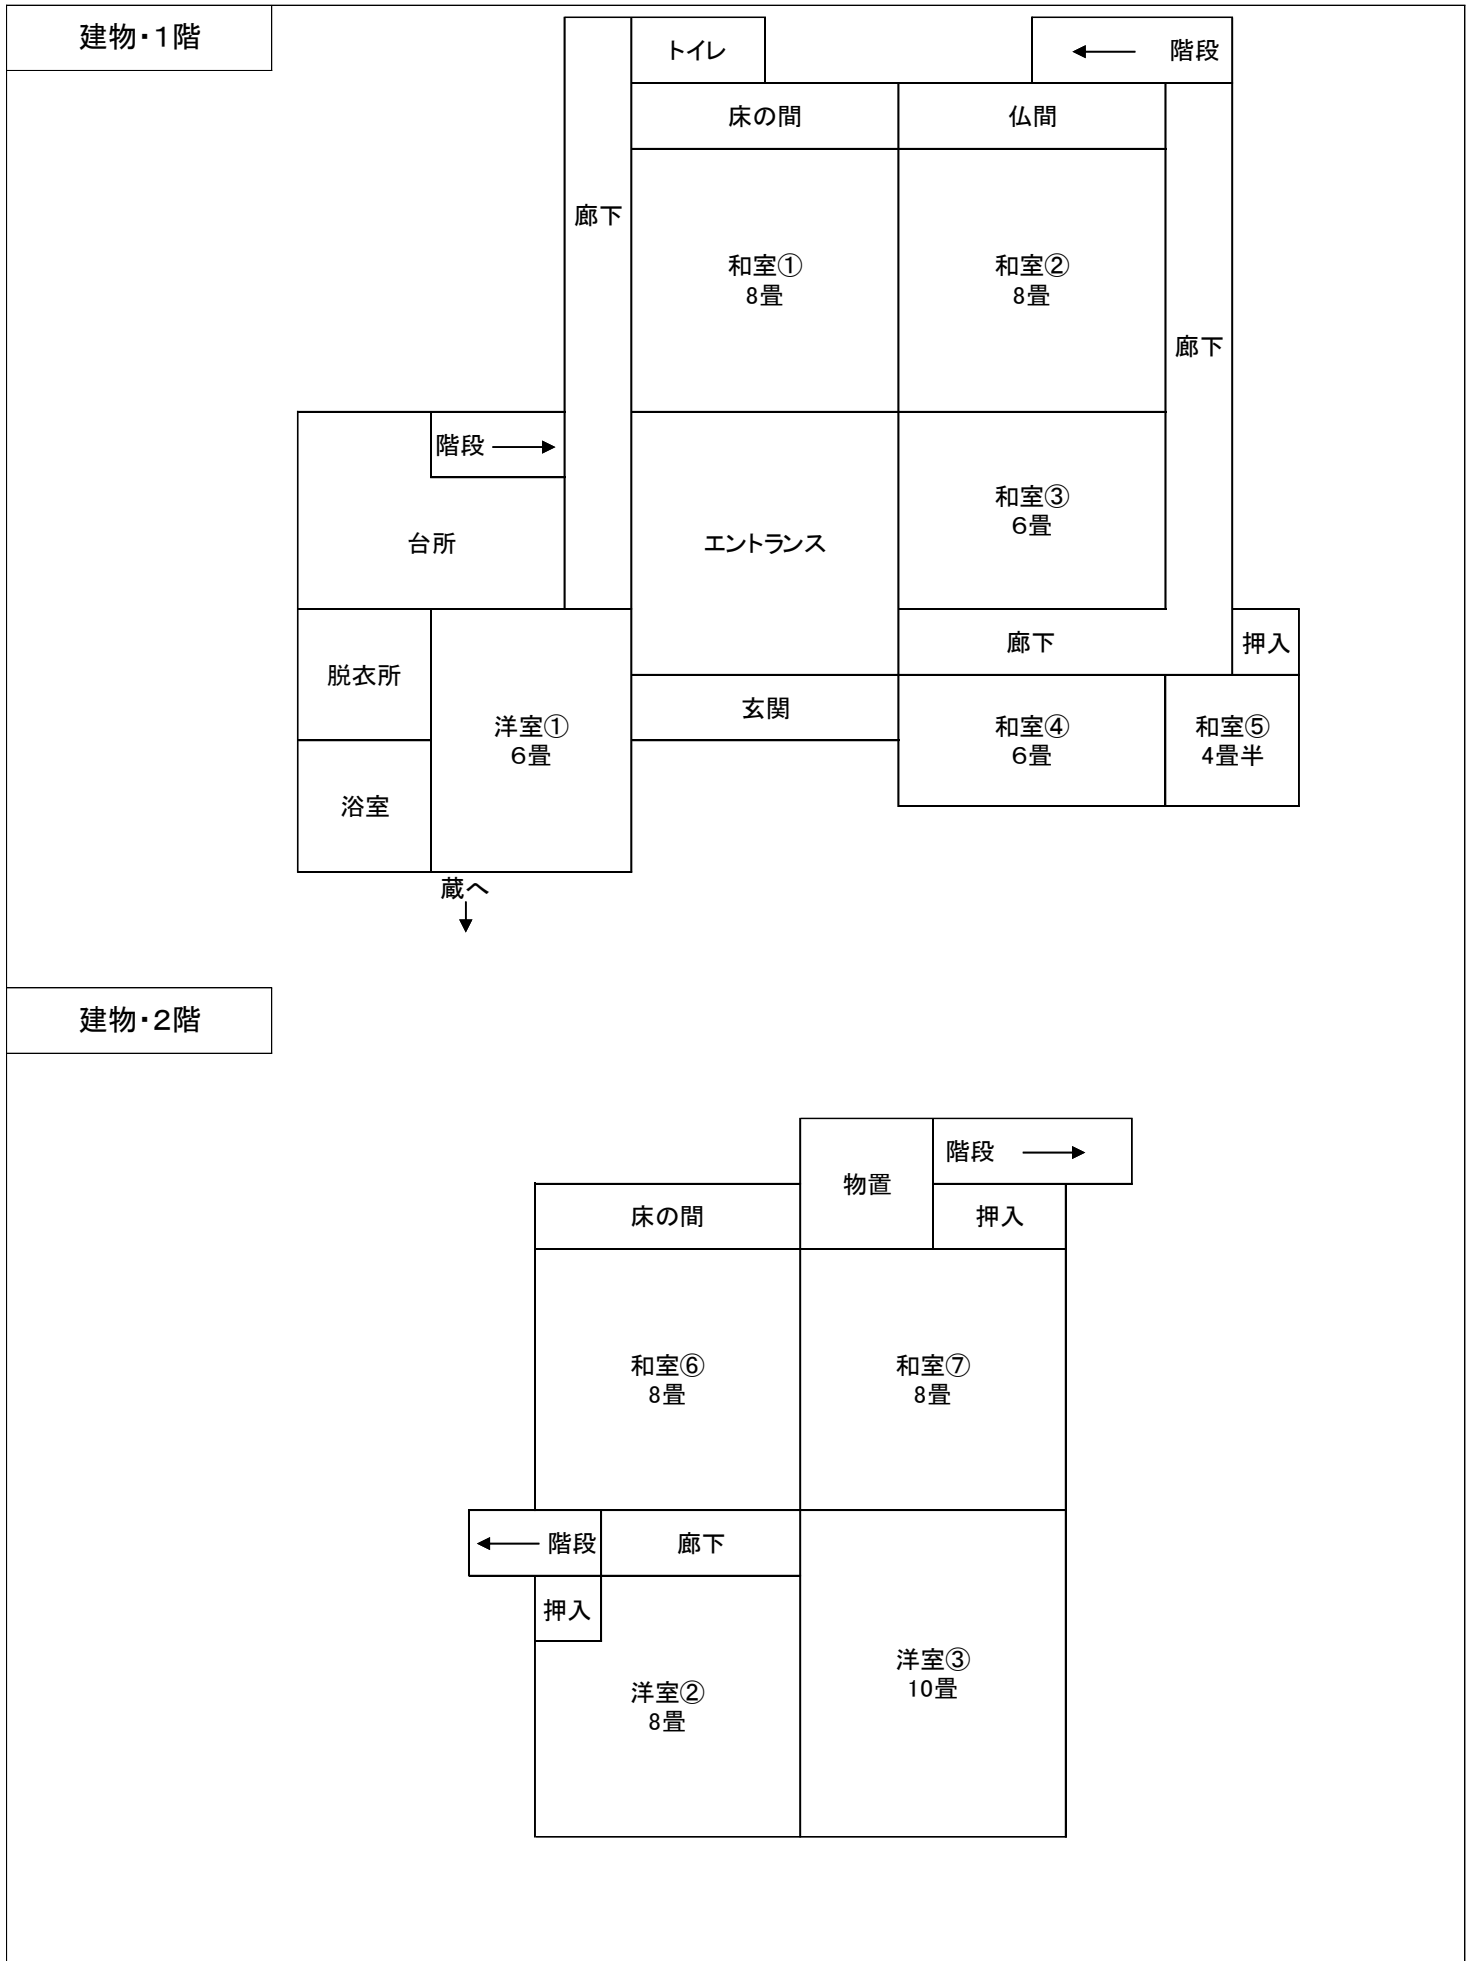 建物・1階
トイレ
← 階段
床の間
仏間
廊下
和室①
8畳
和室②
8畳
廊下
階段 →
台所
エントランス
和室③
6畳
脱衣所
洋室①
6畳
廊下
押入
玄関
和室④
6畳
和室⑤
4畳半
浴室
蔵へ
↓
建物・2階
物置
階段 →
床の間
押入
和室⑥
8畳
和室⑦
8畳
← 階段
廊下
押入
洋室②
8畳
洋室③
10畳